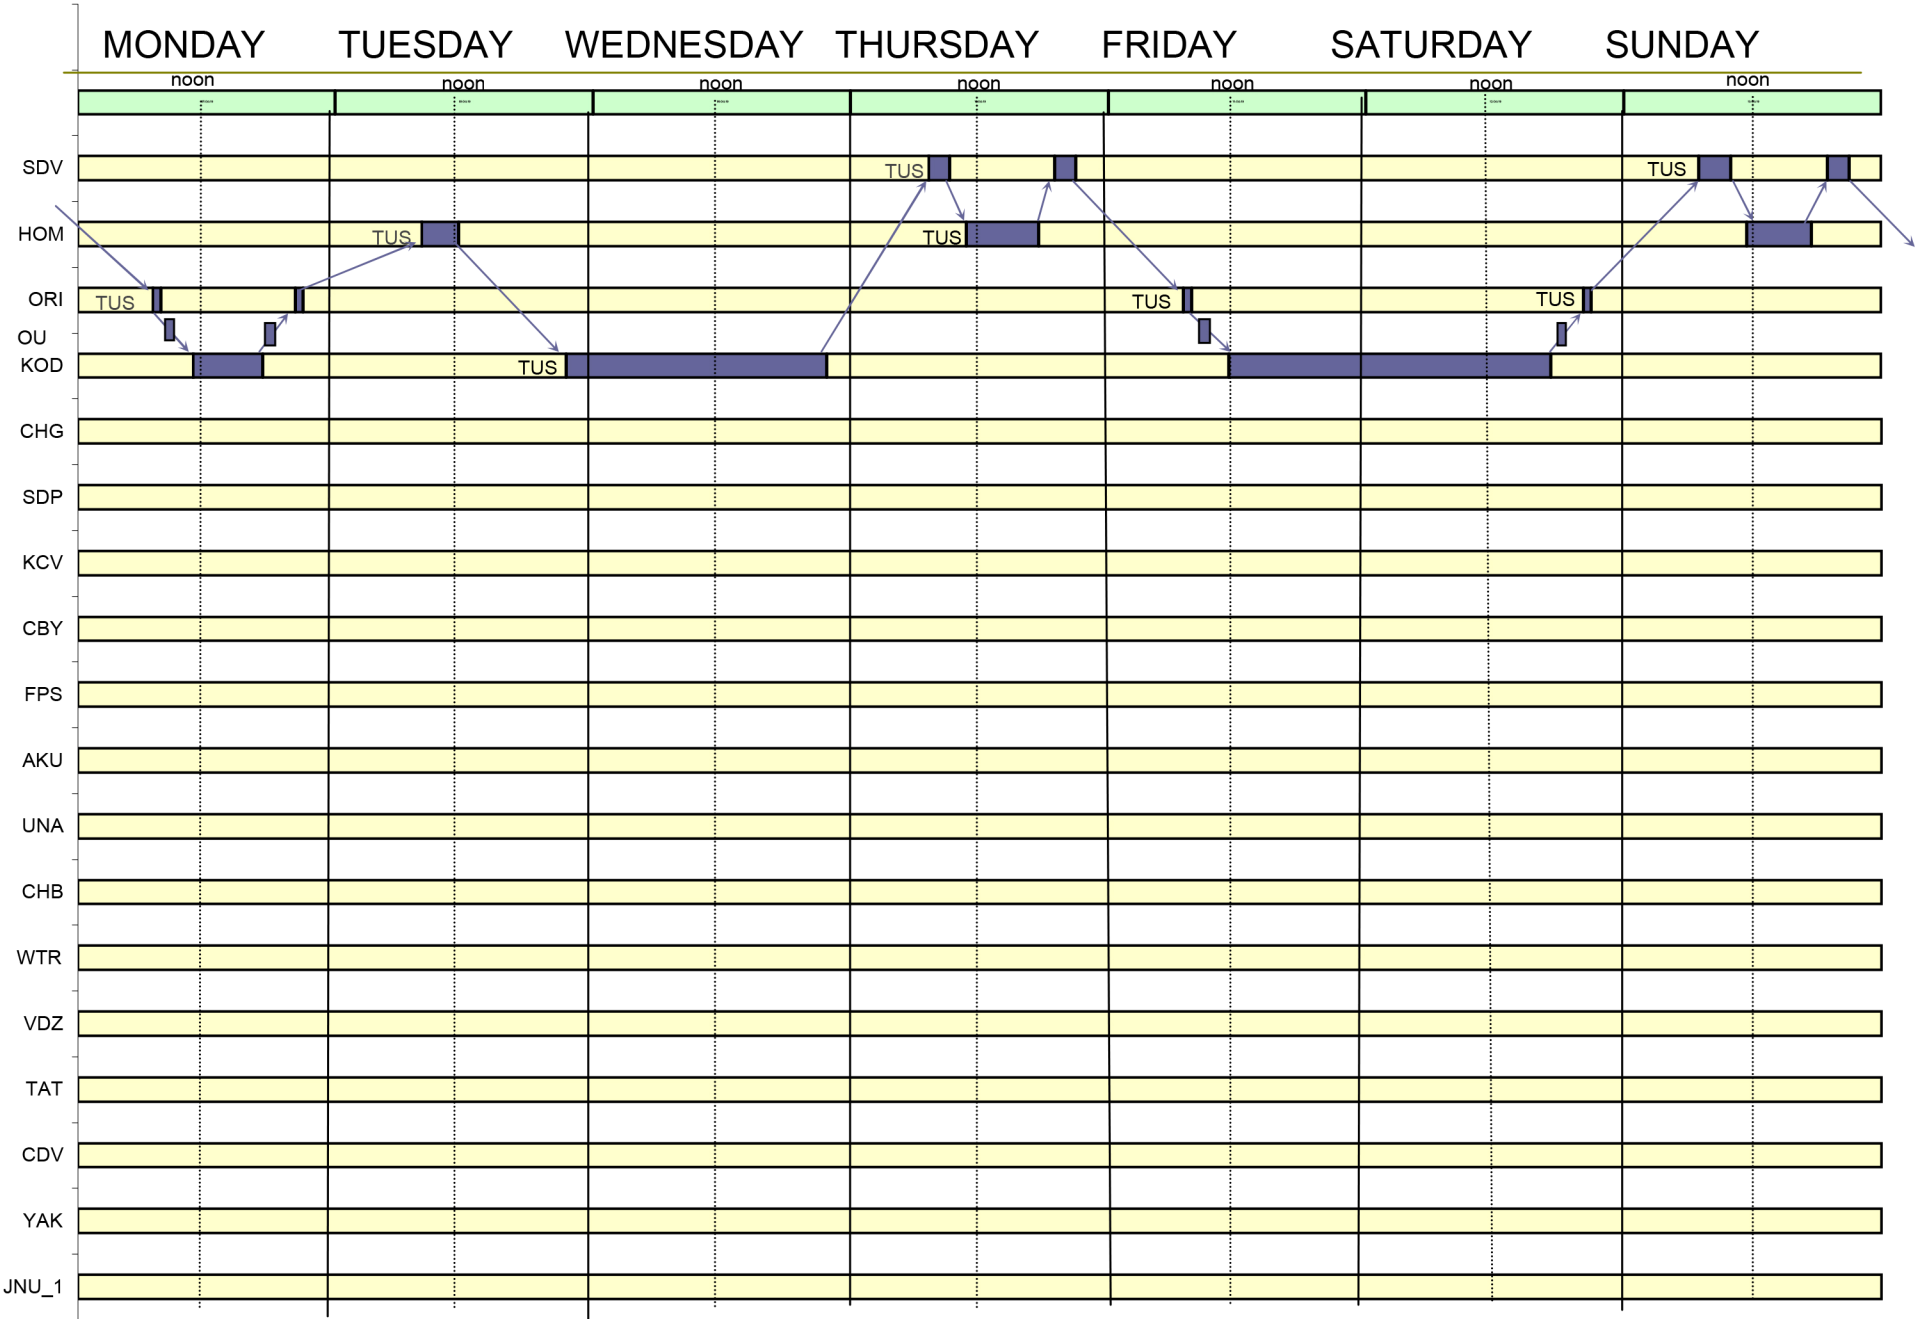 MONDAY TUESDAY WEDNESDAY THURSDAY FRIDAY SATURDAY SUNDAY
noon noon noon noon noon noon noon
SDV TUS TUS
HOM TUS TUS
ORI TUS TUS TUS
OU
KOD TUS
CHG
SDP
KCV
CBY
FPS
AKU
UNA
CHB
WTR
VDZ
TAT
CDV
YAK
JNU_1